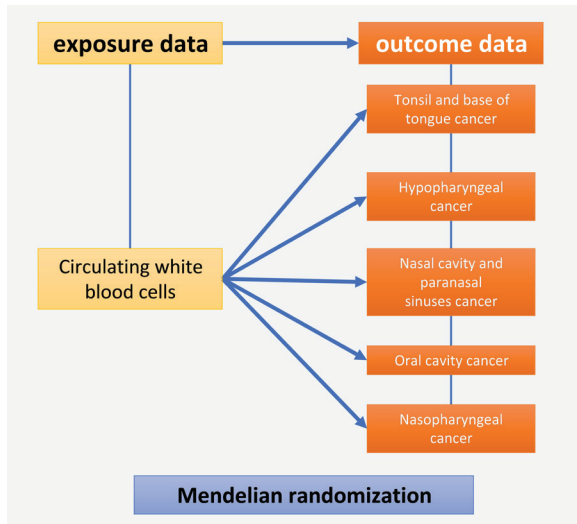 exposure data
outcome data
Tonsil and base of
tongue cancer
Hypopharyngeal
cancer
Circulating white
blood cells
Nasal cavity and
paranasal
sinuses cancer
Oral cavity cancer
Nasopharyngeal
cancer
Mendelian randomization